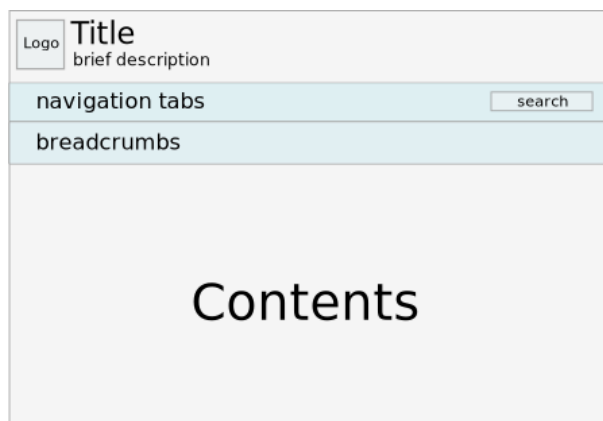 Logo
Title
brief description
navigation tabs
search
breadcrumbs
Contents